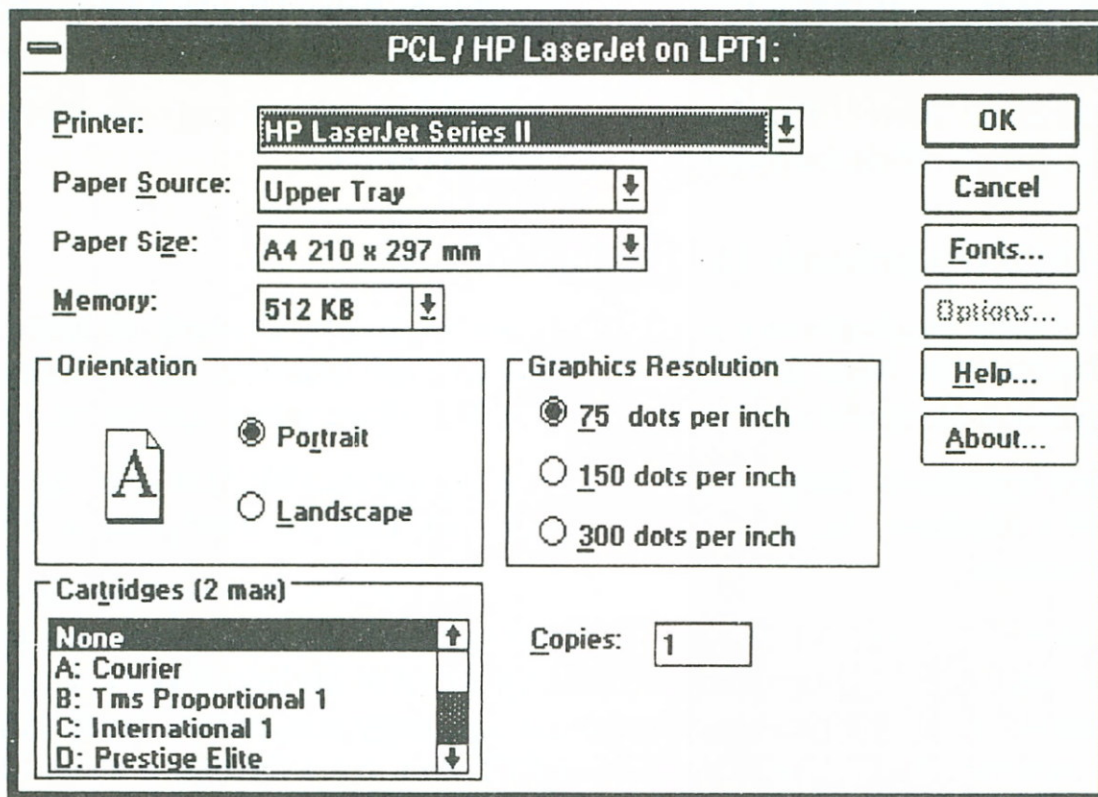 PCL / HP LaserJet on LPT1:
Printer: HP LaserJet Series II
OK
Paper Source: Upper Tray
Cancel
Paper Size: A4 210 x 297 mm
Fonts...
Memory: 512 KB
Options...
Orientation
Portrait
Landscape
A
Graphics Resolution
75 dots per inch
150 dots per inch
300 dots per inch
Help...
About...
Cartridges (2 max)
None
A: Courier
B: Tms Proportional 1
C: International 1
D: Prestige Elite
Copies: 1